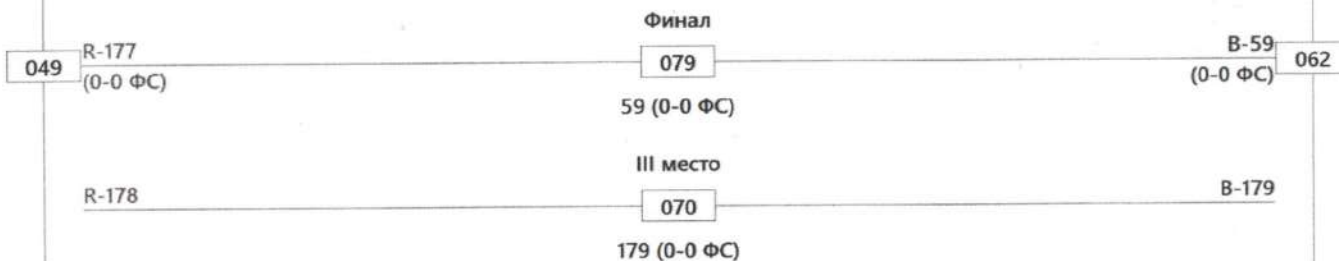 Финал
R-177
B-59
049
079
062
(0-0 ФС)
(0-0 ФС)
59 (0-0 ФС)
III место
R-178
B-179
070
179 (0-0 ФС)